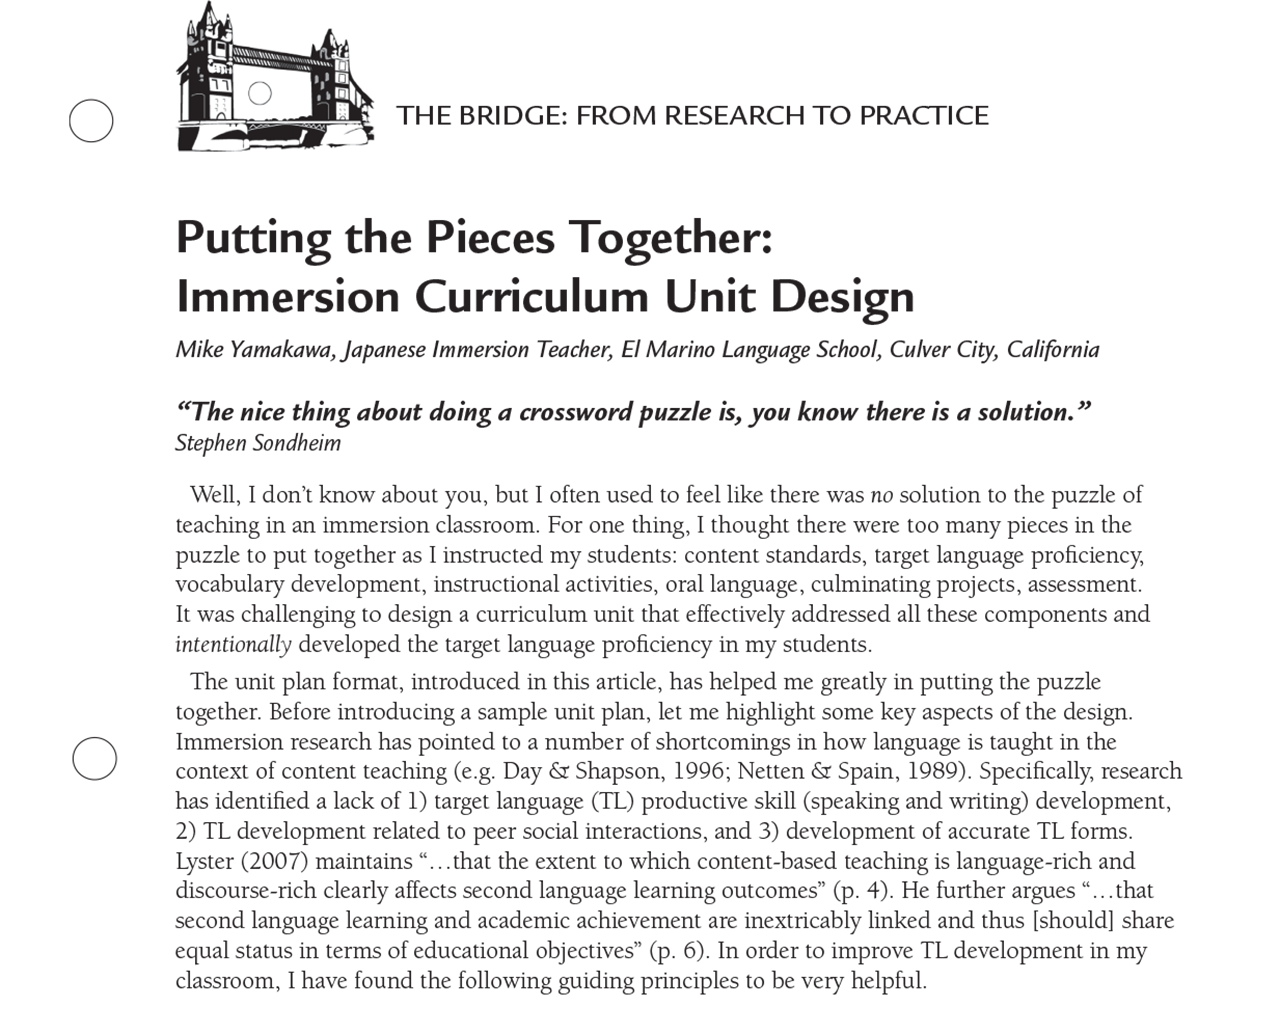 THE BRIDGE: FROM RESEARCH TO PRACTICE
Putting the Pieces Together:
Immersion Curriculum Unit Design
Mike Yamakawa, Japanese Immersion Teacher, El Marino Language School, Culver City, California
“The nice thing about doing a crossword puzzle is, you know there is a solution.”
Stephen Sondheim
Well, I don’t know about you, but I often used to feel like there was no solution to the puzzle of
teaching in an immersion classroom. For one thing, I thought there were too many pieces in the
puzzle to put together as I instructed my students: content standards, target language proficiency,
vocabulary development, instructional activities, oral language, culminating projects, assessment.
It was challenging to design a curriculum unit that effectively addressed all these components and
intentionally developed the target language proficiency in my students.
The unit plan format, introduced in this article, has helped me greatly in putting the puzzle
together. Before introducing a sample unit plan, let me highlight some key aspects of the design.
Immersion research has pointed to a number of shortcomings in how language is taught in the
context of content teaching (e.g. Day & Shapson, 1996; Netten & Spain, 1989). Specifically, research
has identified a lack of 1) target language (TL) productive skill (speaking and writing) development,
2) TL development related to peer social interactions, and 3) development of accurate TL forms.
Lyster (2007) maintains “…that the extent to which content-based teaching is language-rich and
discourse-rich clearly affects second language learning outcomes” (p. 4). He further argues “…that
second language learning and academic achievement are inextricably linked and thus [should] share
equal status in terms of educational objectives” (p. 6). In order to improve TL development in my
classroom, I have found the following guiding principles to be very helpful.